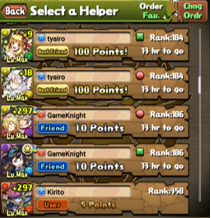 Back Select a Helper Order Fav. Chng Ordr
tyairo Rank:184
Lv.Max Best Friend 100 Points! 13 hr to go
+18 tyairo Rank:184
Lv.Max Best Friend 100 Points! 13 hr to go
+297 GameKnight Rank:186
Lv.Max Friend 10 Points 13 hr to go
GameKnight Rank:186
Lv.Max Friend 10 Points 13 hr to go
+297 Kirito Rank:358
Lv.Max User 5 Points